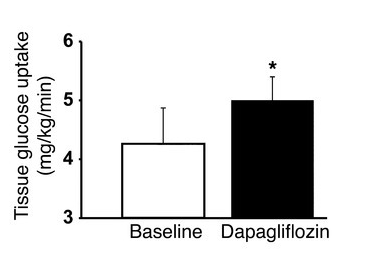 Tissue glucose uptake
(mg/kg/min)
6
5
4
3
*
Baseline
Dapagliflozin